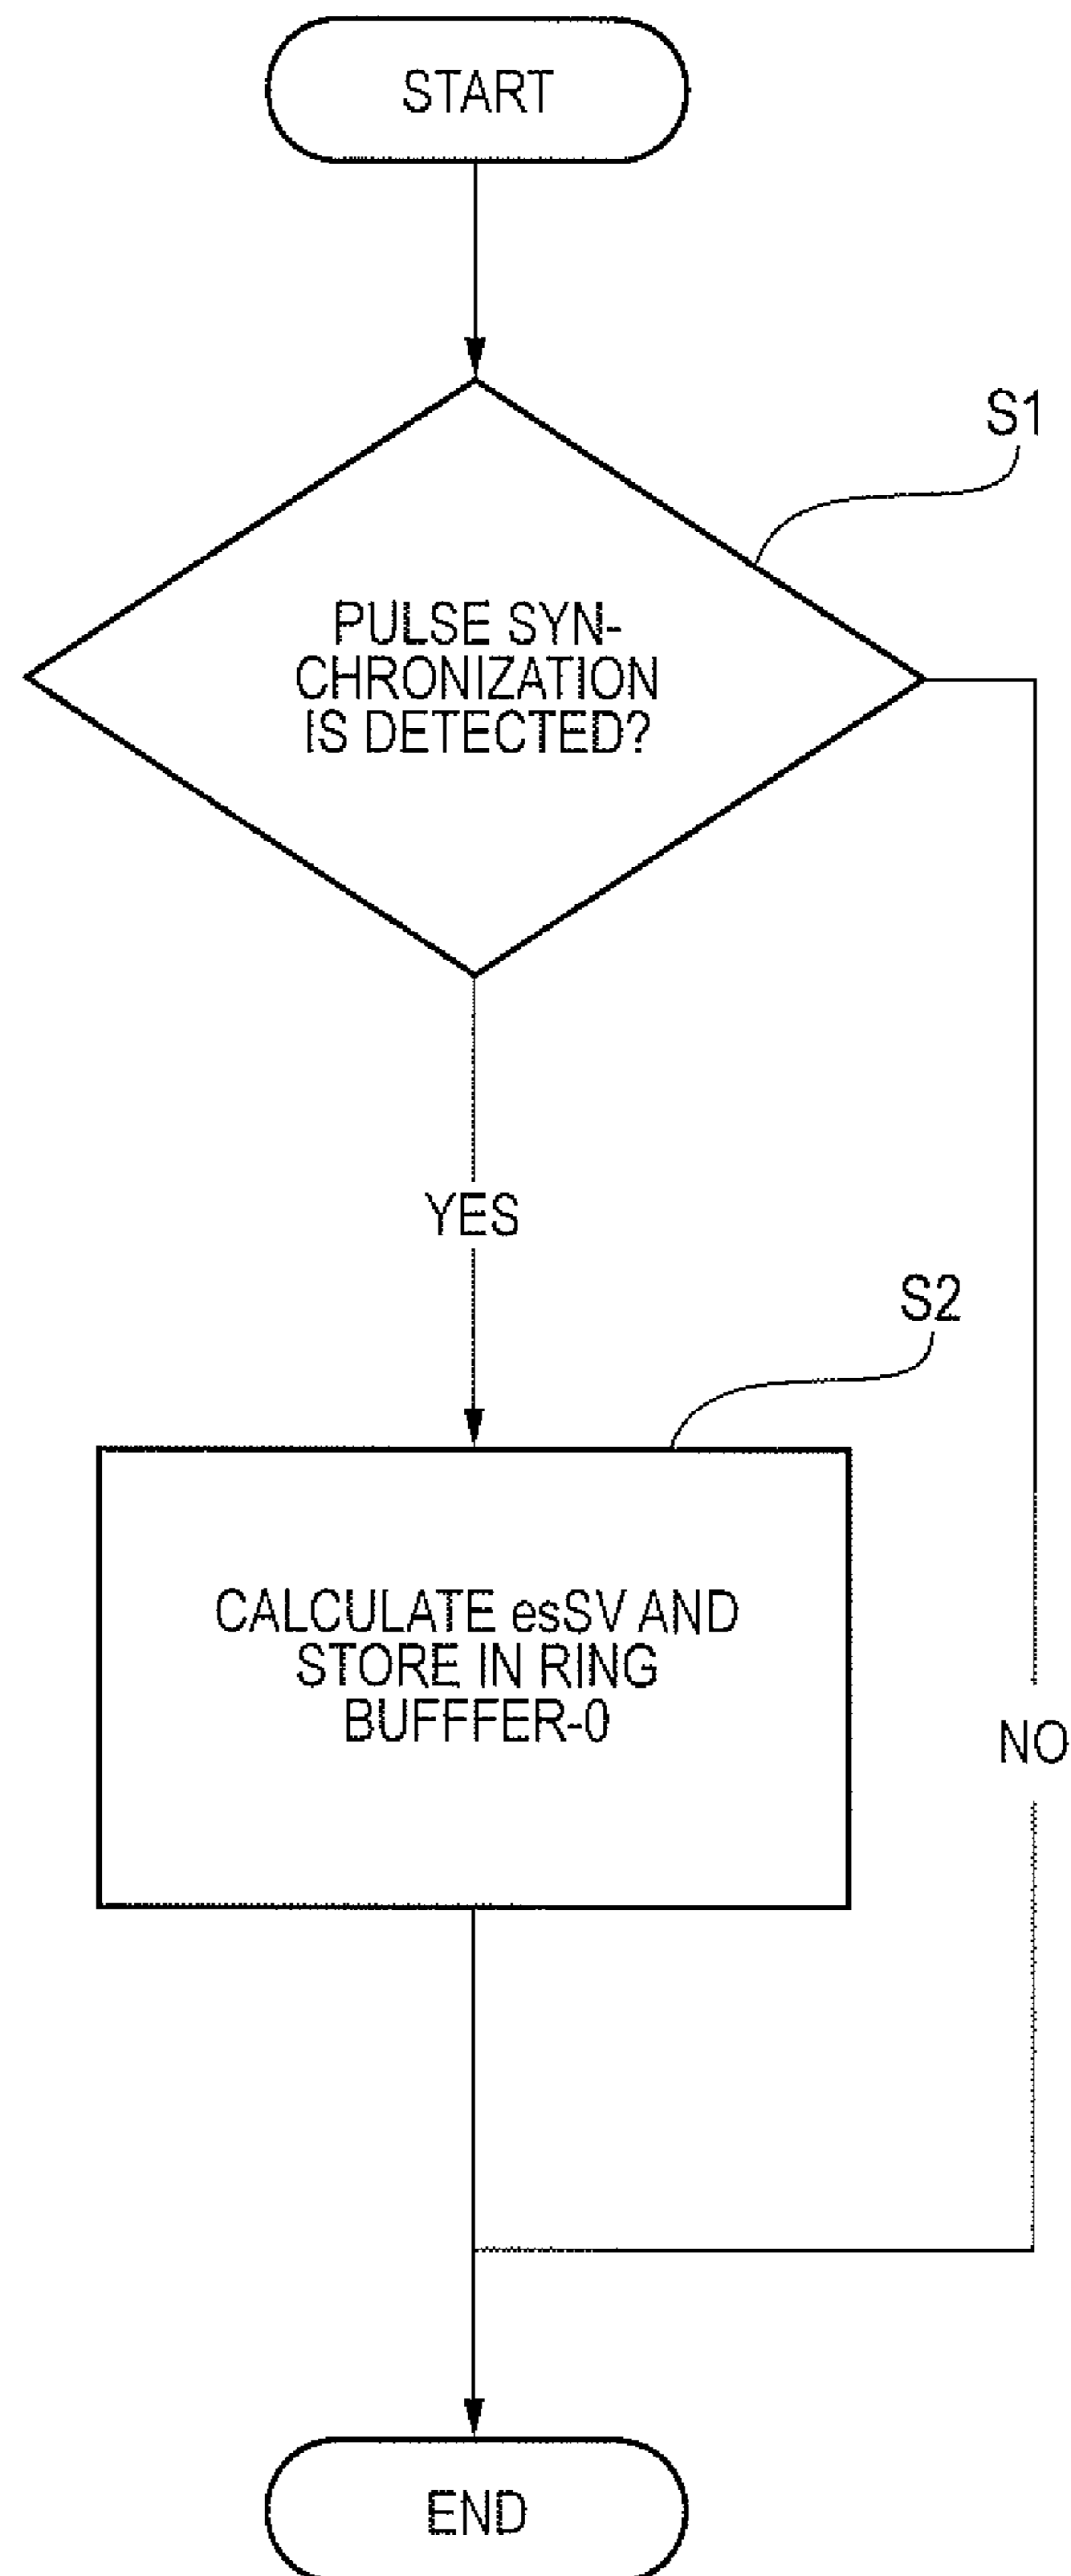 START
S1
PULSE SYN-
CHRONIZATION
IS DETECTED?
YES
S2
CALCULATE esSV AND
STORE IN RING
BUFFFER-0
NO
END